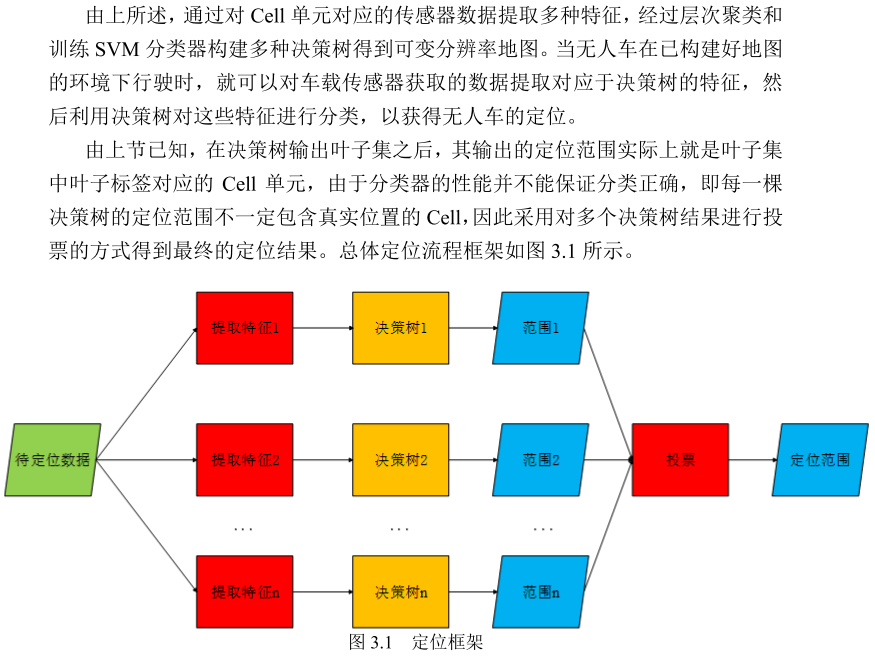 由上所述，通过对 Cell 单元对应的传感器数据提取多种特征，经过层次聚类和
训练 SVM 分类器构建多种决策树得到可变分辨率地图。当无人车在已构建好地图
的环境下行驶时，就可以对车载传感器获取的数据提取对应于决策树的特征，然
后利用决策树对这些特征进行分类，以获得无人车的定位。
由上节已知，在决策树输出叶子集之后，其输出的定位范围实际上就是叶子集
中叶子标签对应的 Cell 单元，由于分类器的性能并不能保证分类正确，即每一棵
决策树的定位范围不一定包含真实位置的 Cell，因此采用对多个决策树结果进行投
票的方式得到最终的定位结果。总体定位流程框架如图 3.1 所示。
提取特征1
决策树1
范围1
待定位数据
提取特征2
决策树2
范围2
投票
定位范围
...
...
...
提取特征n
决策树n
范围n
图 3.1 定位框架